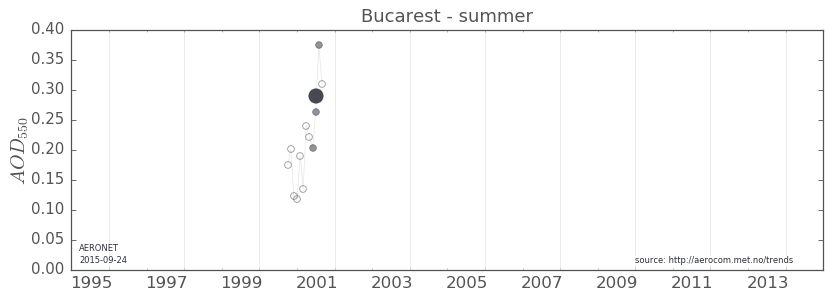 Bucarest - summer
0.40
0.35
0.30
0.25
0.20
0.15
0.10
0.05
0.00
AOD550
AERONET
2015-09-24
source: http://aerocom.met.no/trends
1995 1997 1999 2001 2003 2005 2007 2009 2011 2013